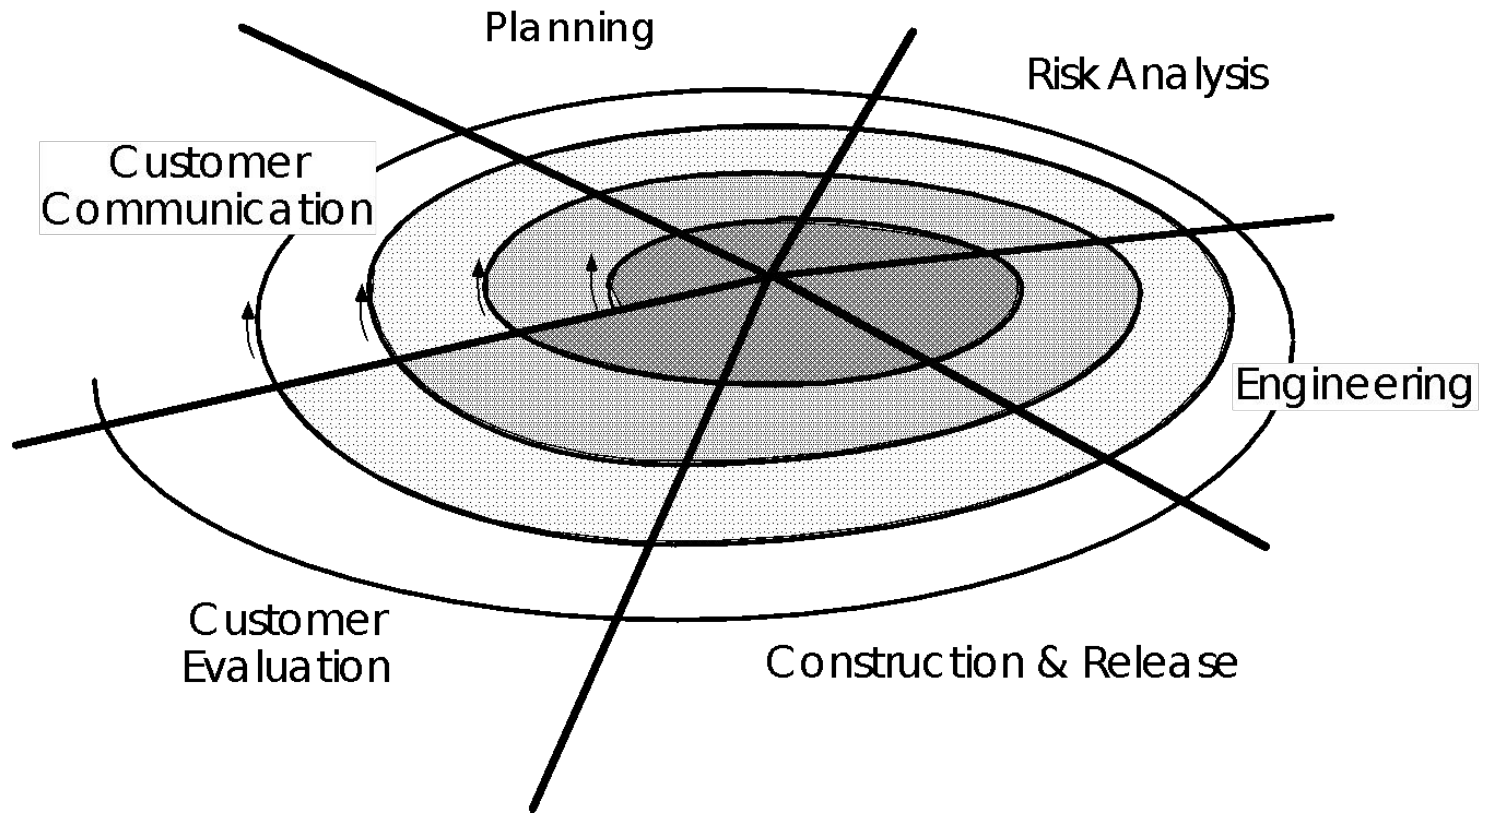 Planning
Risk Analysis
Customer
Communication
Engineering
Customer
Evaluation
Construction & Release